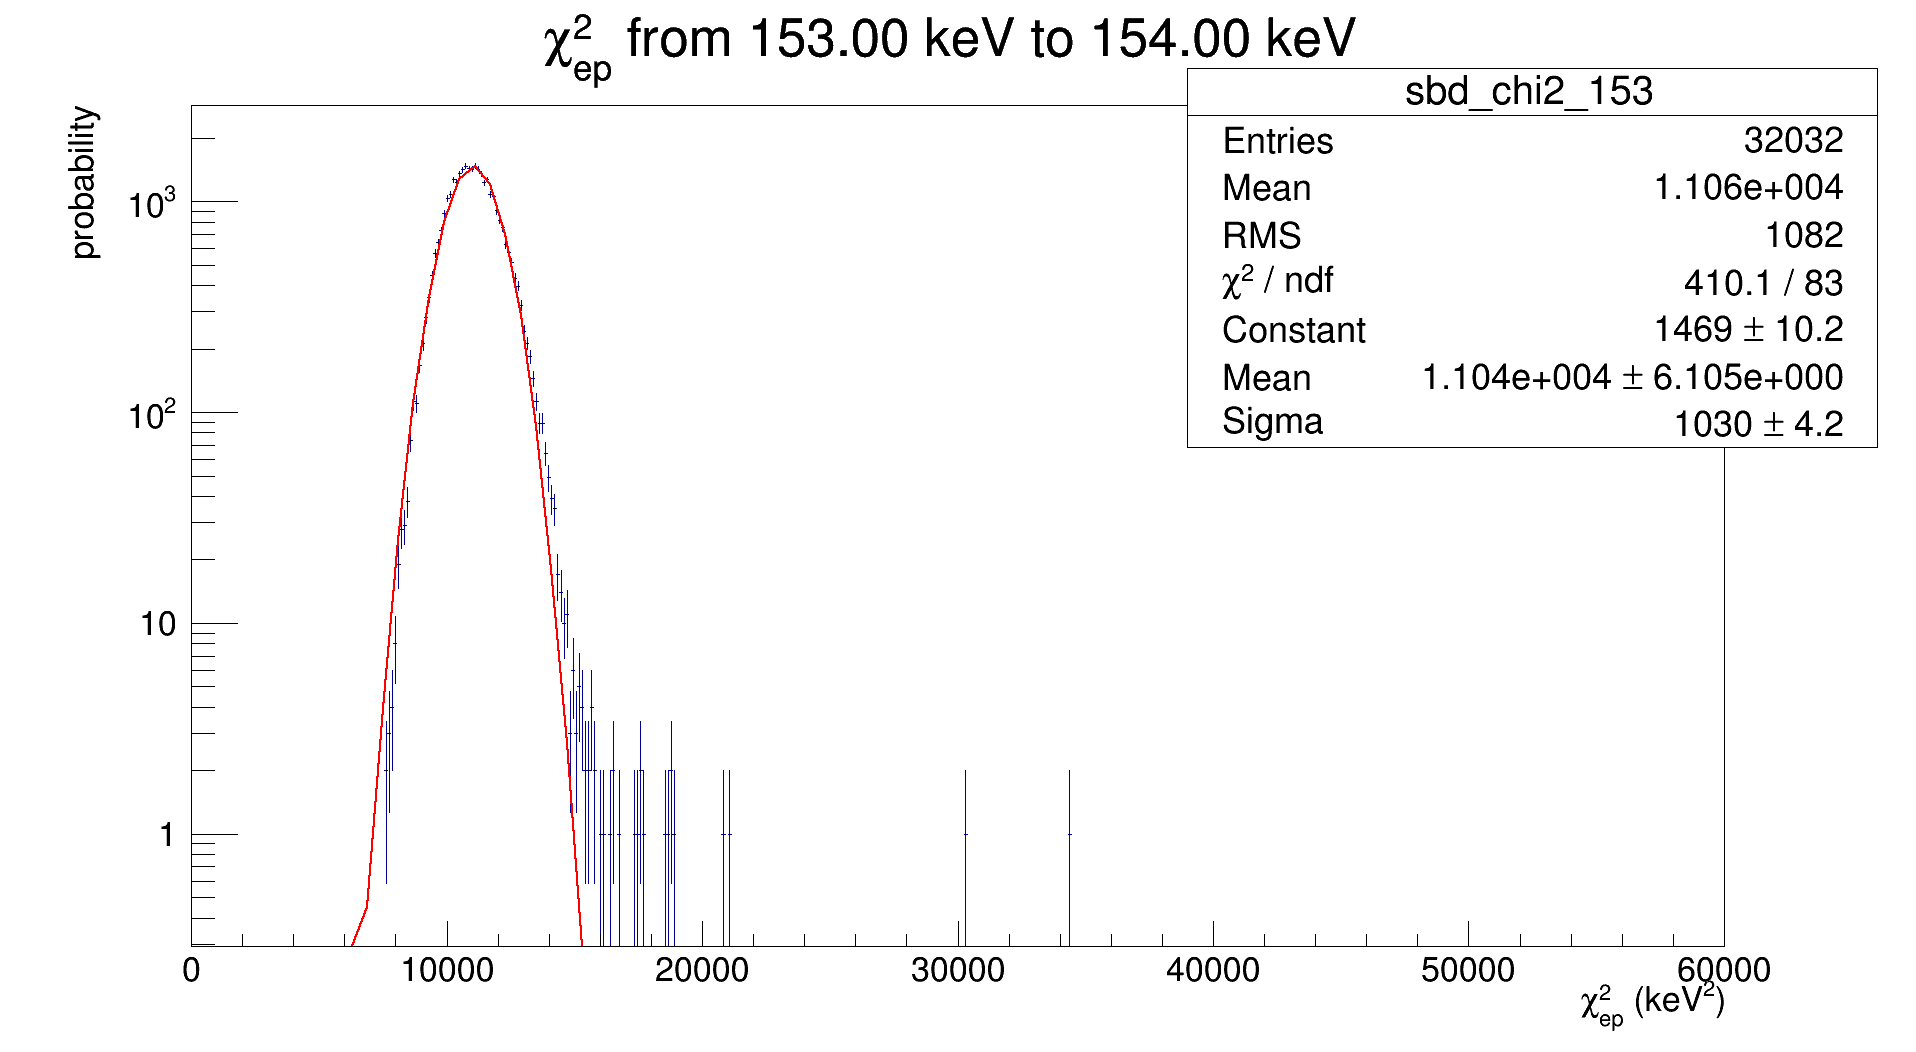 χ²ep from 153.00 keV to 154.00 keV
sbd_chi2_153
Entries 32032
Mean 1.106e+004
RMS 1082
χ² / ndf 410.1 / 83
Constant 1469 ± 10.2
Mean 1.104e+004 ± 6.105e+000
Sigma 1030 ± 4.2
probability
10³
10²
10
1
0 10000 20000 30000 40000 50000 60000
χ²ep (keV²)